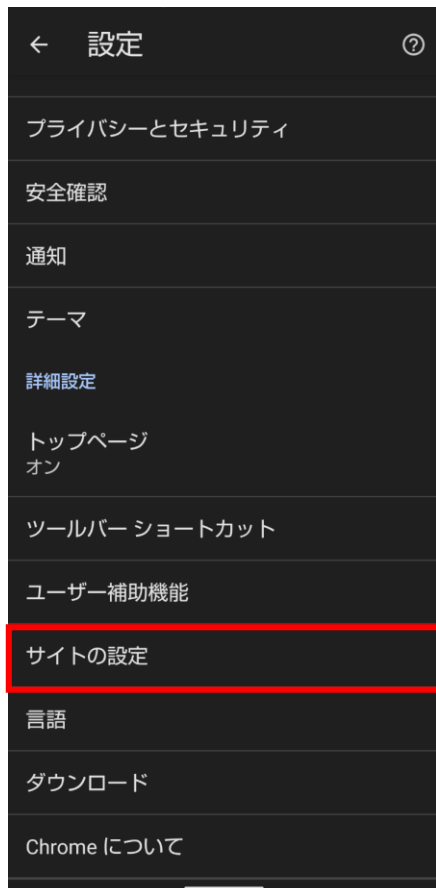 設定
プライバシーとセキュリティ
安全確認
通知
テーマ
詳細設定
トップページ
オン
ツールバー ショートカット
ユーザー補助機能
サイトの設定
言語
ダウンロード
Chrome について